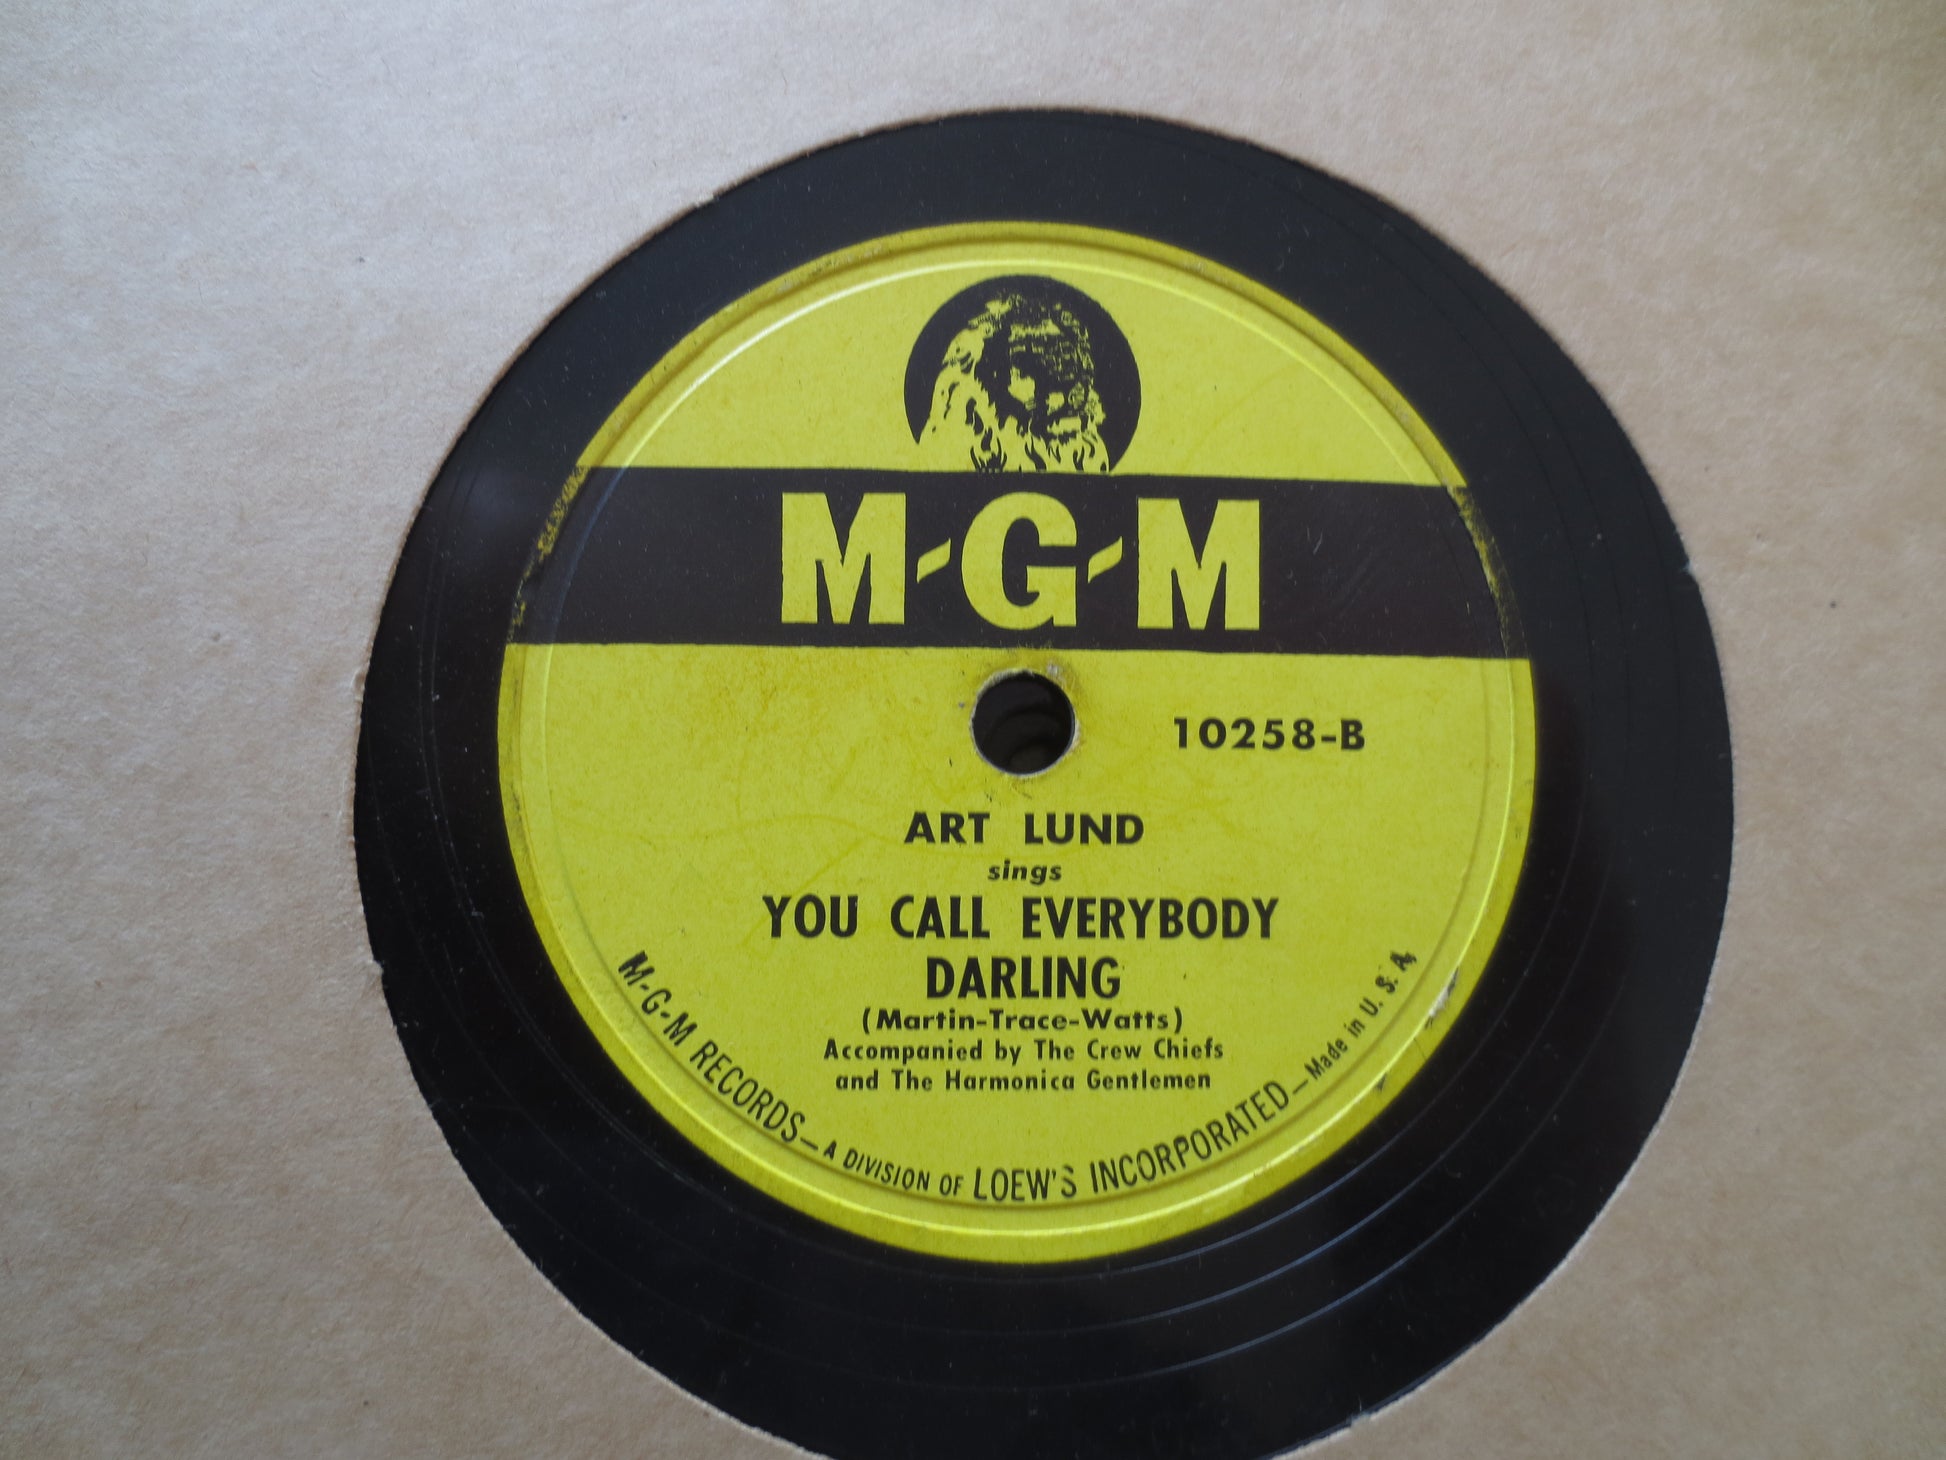 M-G-M
10258-B
ART LUND
sings
YOU CALL EVERYBODY
DARLING
(Martin-Trace-Watts)
Accompanied by The Crew Chiefs
and The Harmonica Gentlemen
M-G-M RECORDS—A DIVISION OF LOEW'S INCORPORATED—Made in U. S. A.